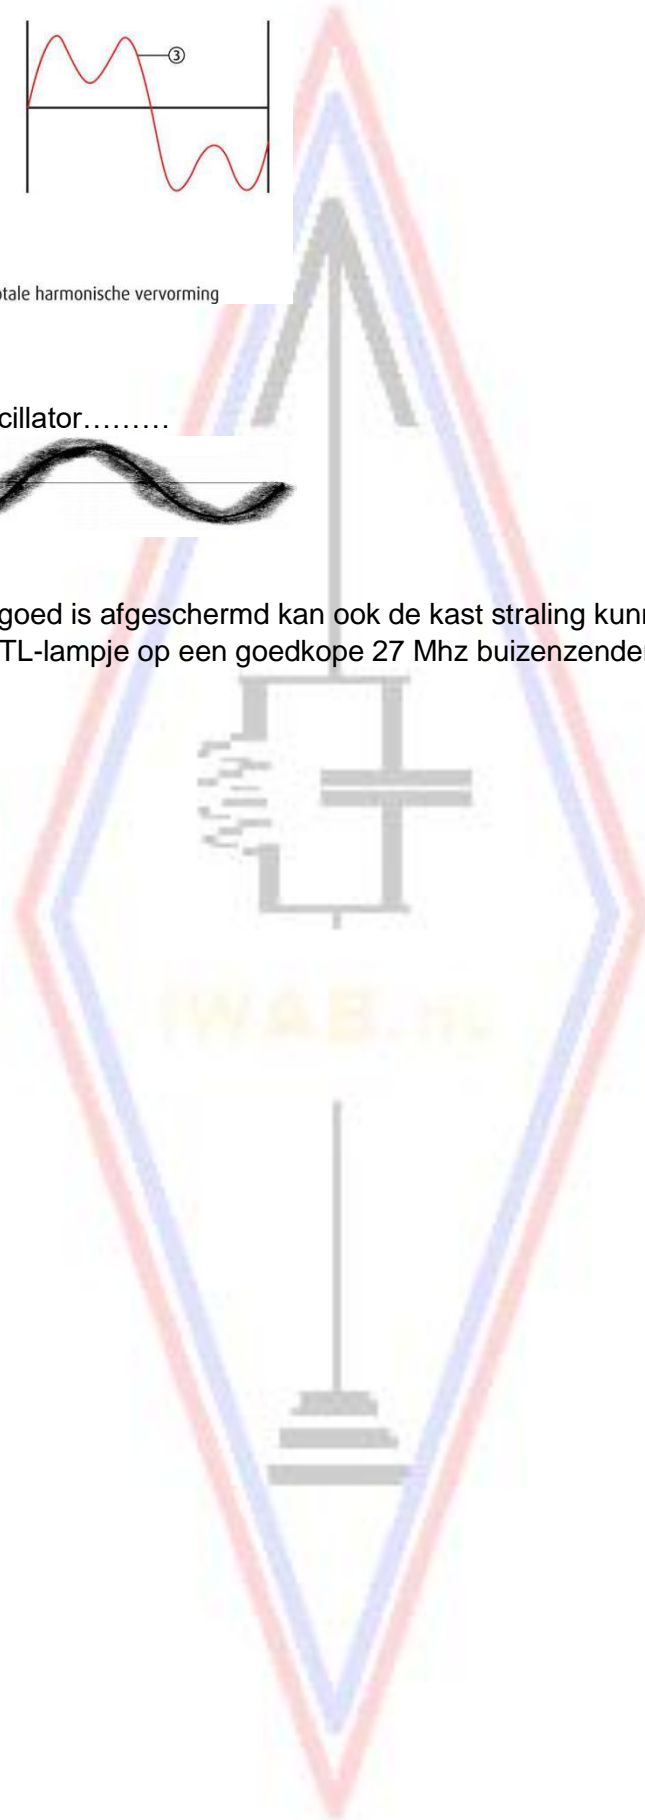 ③
otale harmonische vervorming
cillator………
goed is afgeschermd kan ook de kast straling kun
TL-lampje op een goedkope 27 Mhz buizenzender